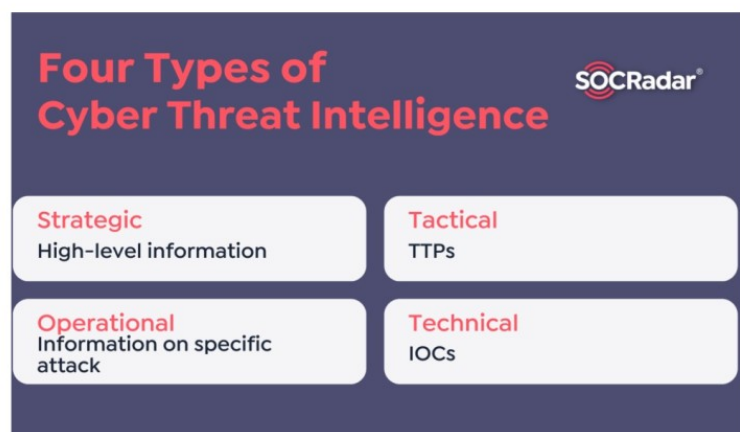 Four Types of
Cyber Threat Intelligence
SOCRadar®
Strategic
High-level information
Tactical
TTPs
Operational
Information on specific
attack
Technical
IOCs